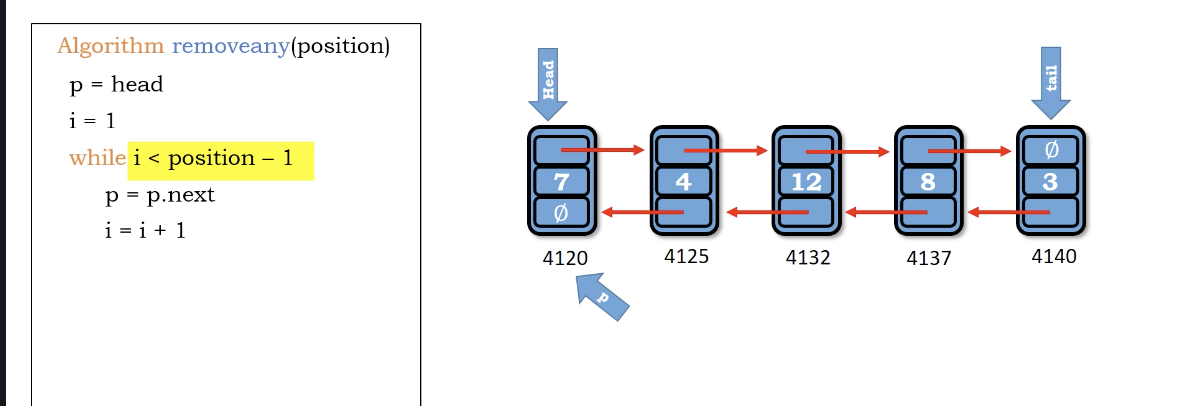 Algorithm removeany(position)
p = head
i = 1
while i < position – 1
p = p.next
i = i + 1
Head
tail
∅
7 4 12 8 3
∅
4120 4125 4132 4137 4140
p